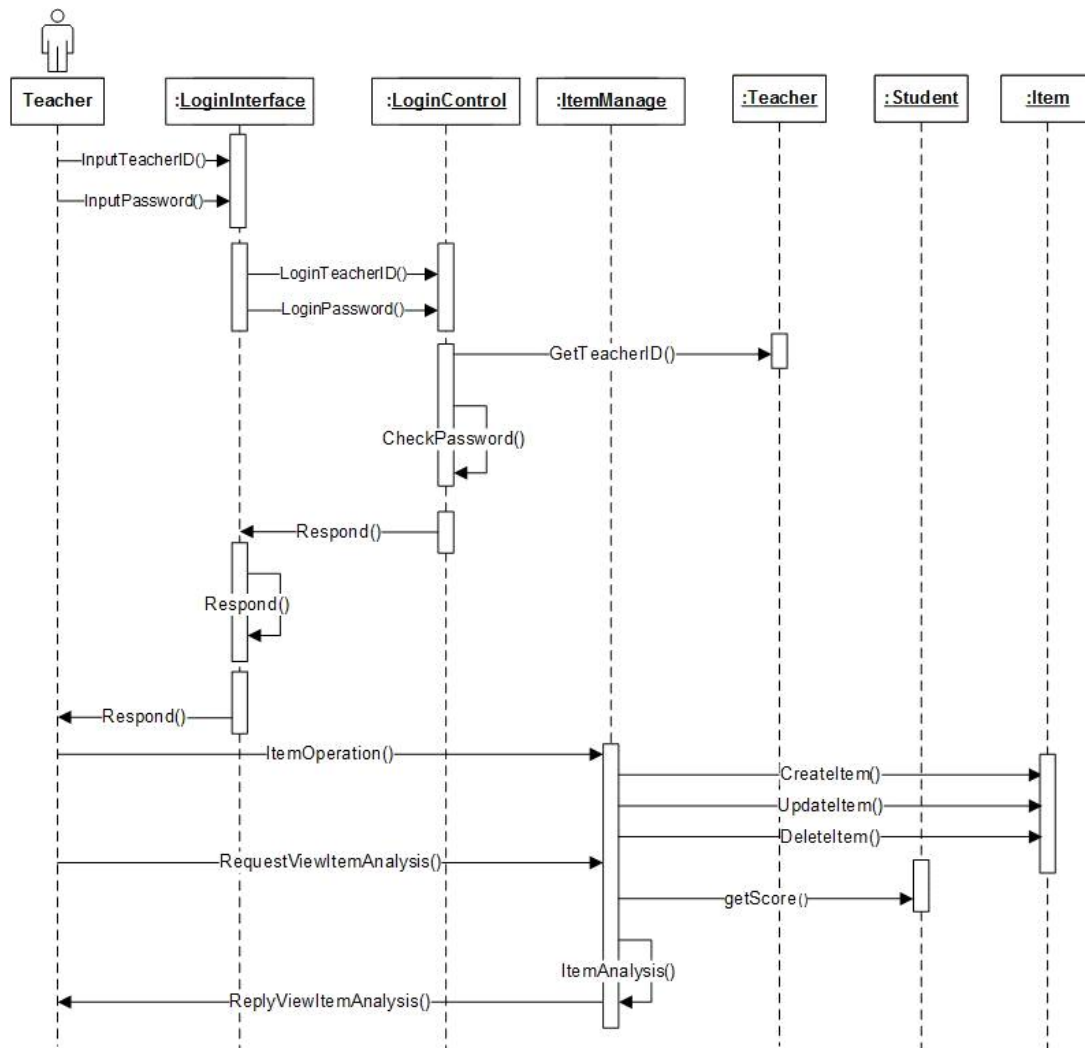 Teacher
:LoginInterface
:LoginControl
:ItemManage
:Teacher
:Student
:Item
InputTeacherID()
InputPassword()
LoginTeacherID()
LoginPassword()
GetTeacherID()
CheckPassword()
Respond()
Respond()
Respond()
ItemOperation()
CreateItem()
UpdateItem()
DeleteItem()
RequestViewItemAnalysis()
getScore()
ItemAnalysis()
ReplyViewItemAnalysis()